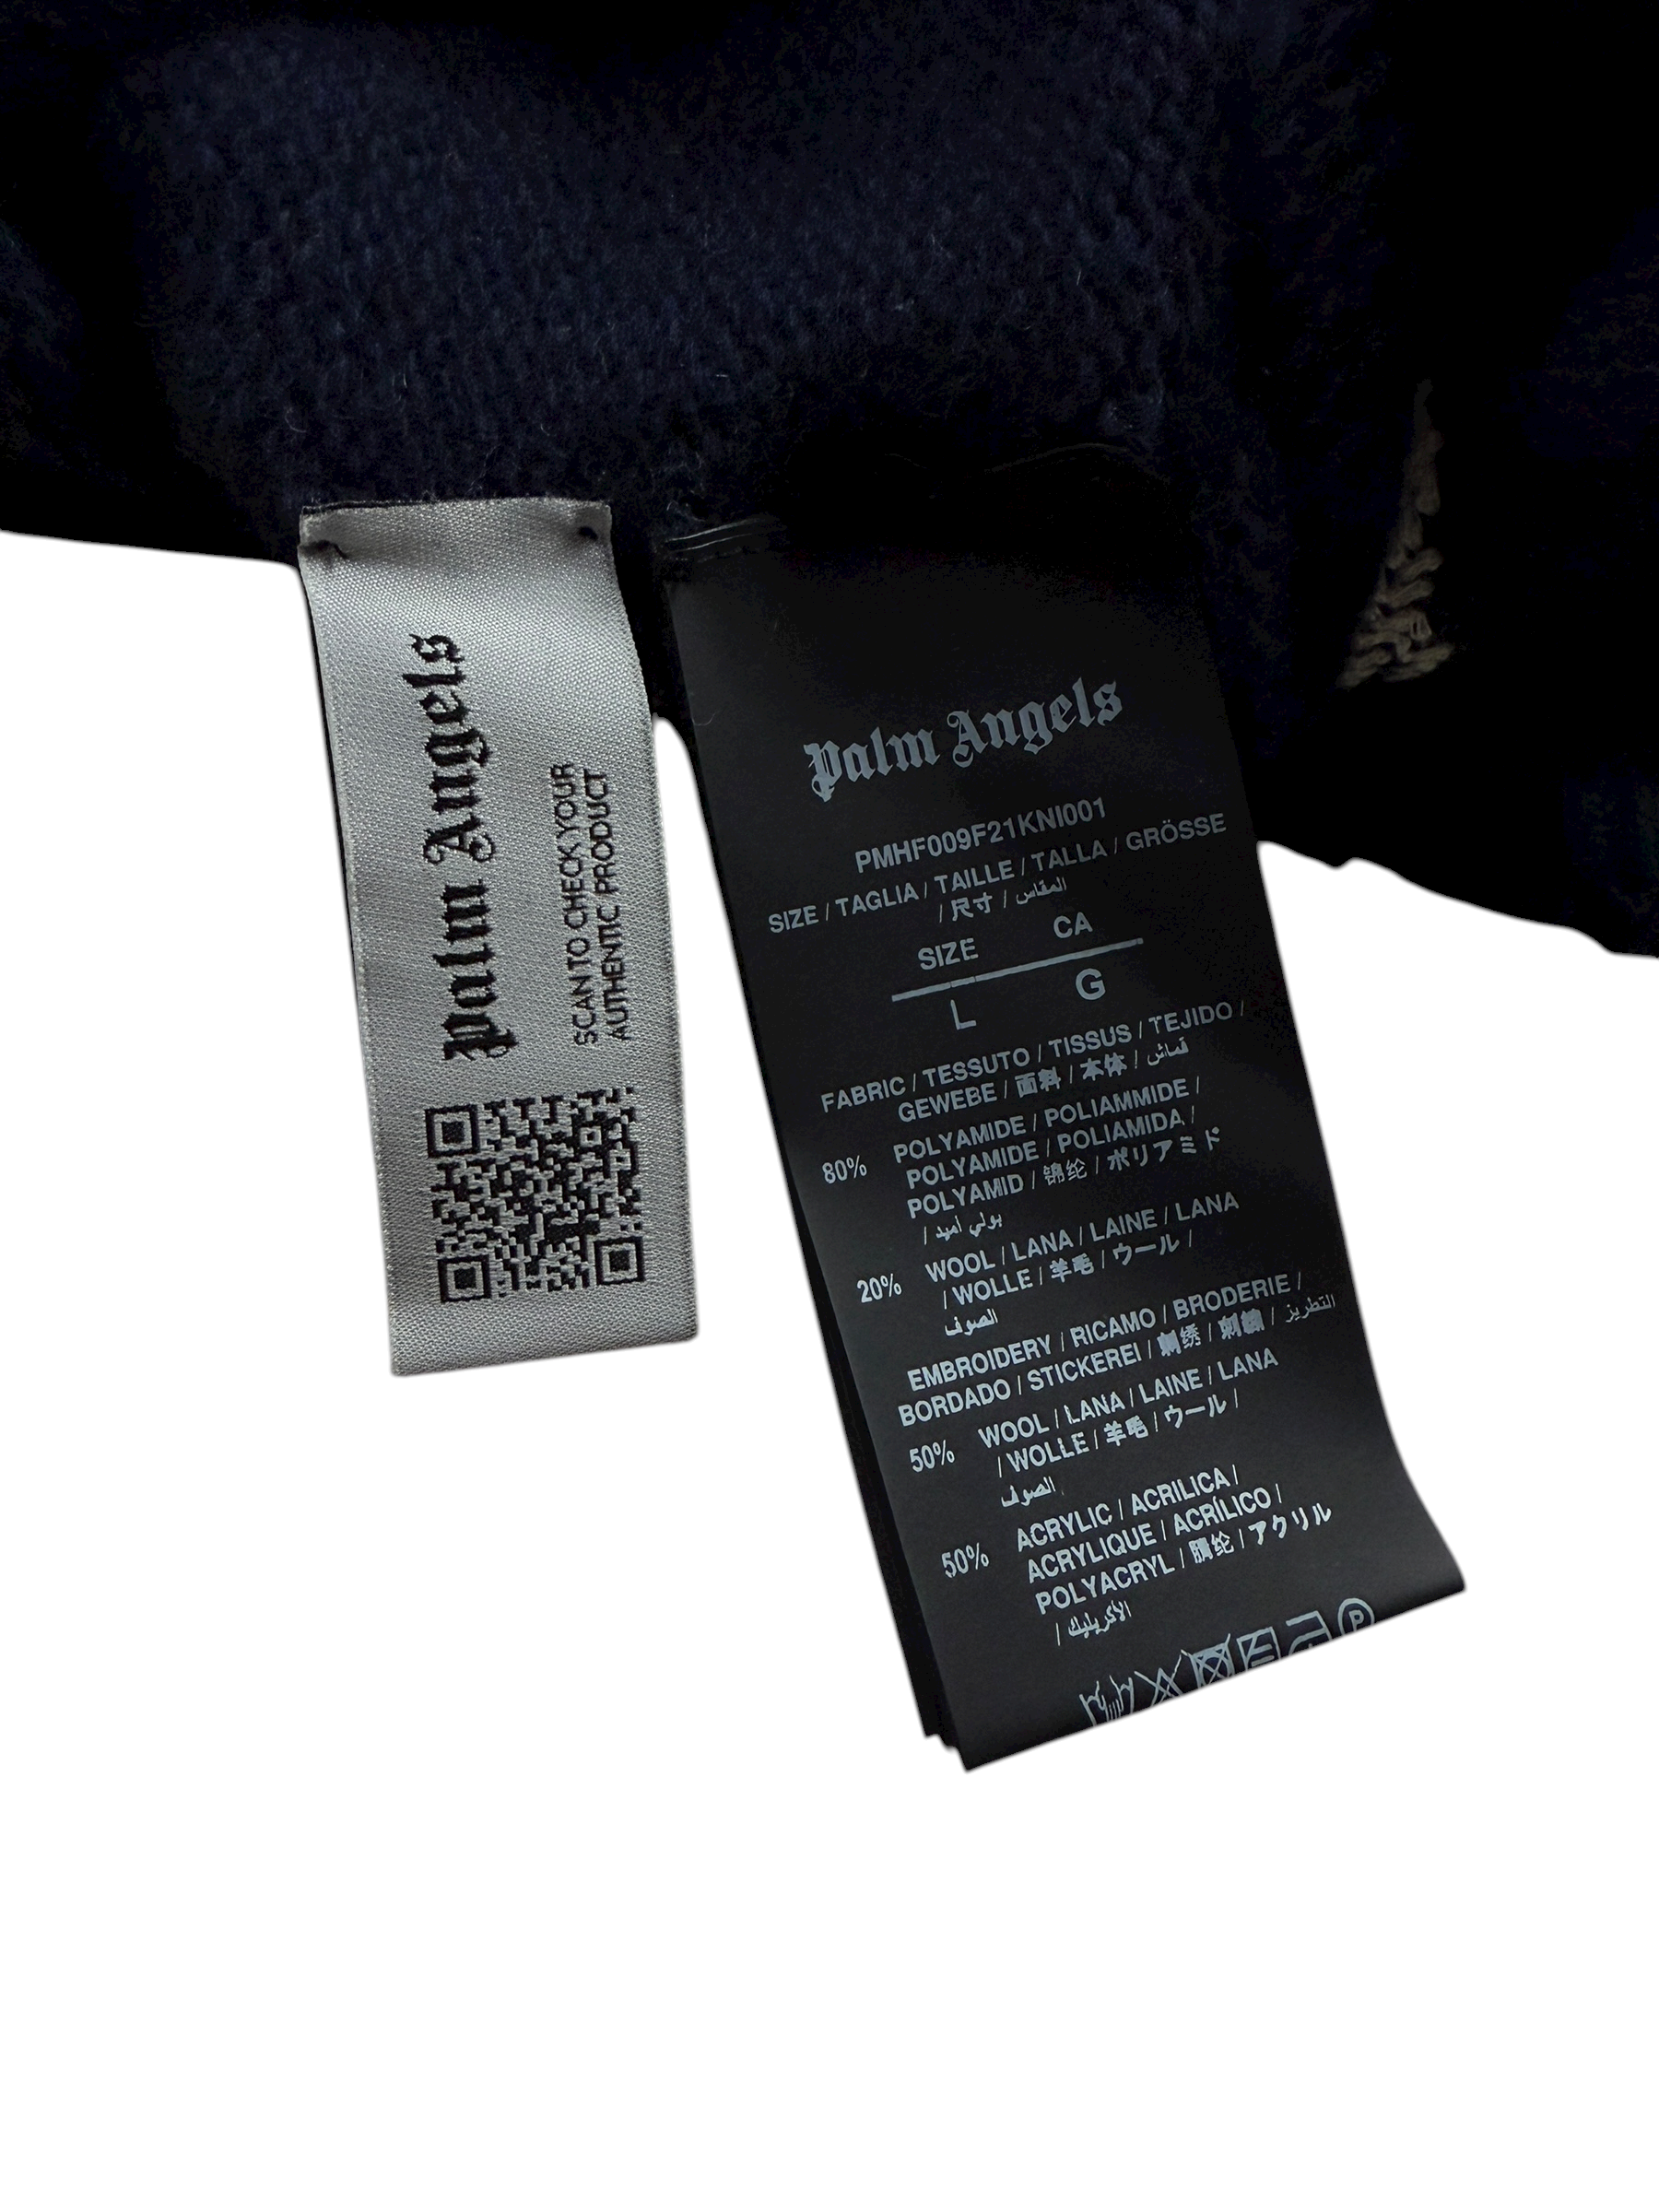 Palm Angels
SCAN TO CHECK YOUR
AUTHENTIC PRODUCT
Palm Angels
PMHF009F21KNI001
SIZE / TAGLIA / TAILLE / TALLA / GRÖSSE
/ 尺寸 / المقاس
SIZE CA
L G
FABRIC / TESSUTO / TISSUS / TEJIDO /
GEWEBE / 面料 / 本体 / قماش
POLYAMIDE / POLIAMMIDE /
80% POLYAMIDE / POLIAMIDA /
POLYAMID / 锦纶 / ポリアミド
/ بولي أميد
20% WOOL / LANA / LAINE / LANA
/ WOLLE / 羊毛 / ウール /
الصوف
EMBROIDERY / RICAMO / BRODERIE /
BORDADO / STICKEREI / 刺绣 / 刺繍 / التطريز
50% WOOL / LANA / LAINE / LANA
/ WOLLE / 羊毛 / ウール /
الصوف
ACRYLIC / ACRILICA /
50% ACRYLIQUE / ACRÍLICO /
POLYACRYL / 腈纶 / アクリル
/ الأكريليك
P